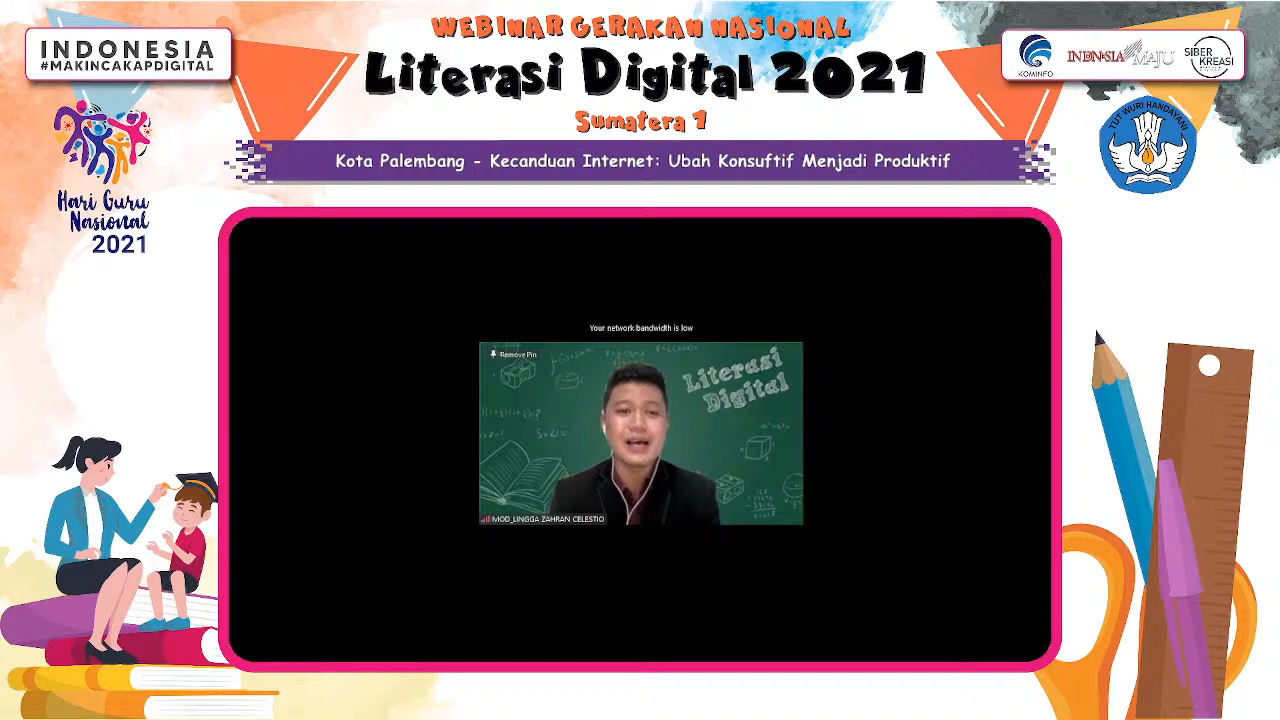 INDONESIA
#MAKINCAKAPDIGITAL
WEBINAR GERAKAN NASIONAL
Literasi Digital 2021
Sumatera 1
KOMINFO
INDONESIA MAJU
SIBER KREASI
Hari Guru
Nasional
2021
TUT WURI HANDAYANI
Kota Palembang - Kecanduan Internet: Ubah Konsuftif Menjadi Produktif
Your network bandwidth is low
Remove Pin
Literasi
Digital
MOD_LINGGA ZAHRAN CELESTIO